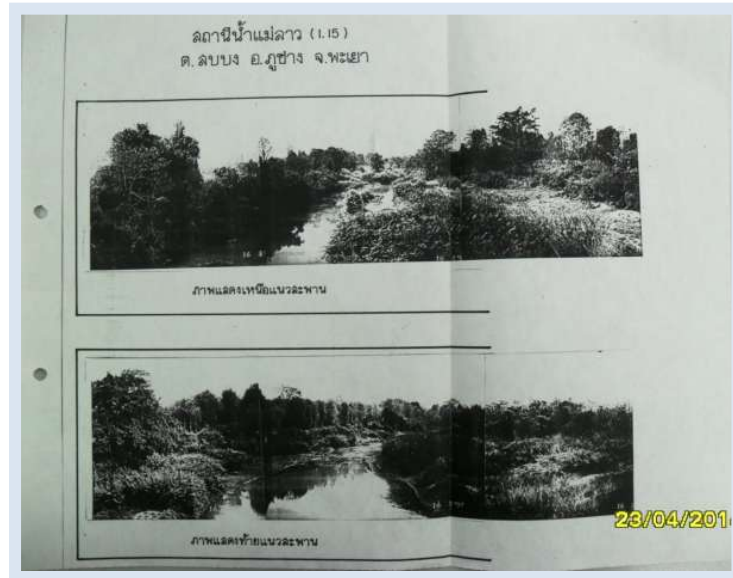 สถานีน้ำแม่ลาว (I.15)
ต.สบบง อ.ภูซาง จ.พะเยา
ภาพแสดงเหนือแนวสะพาน
ภาพแสดงท้ายแนวสะพาน
23/04/201